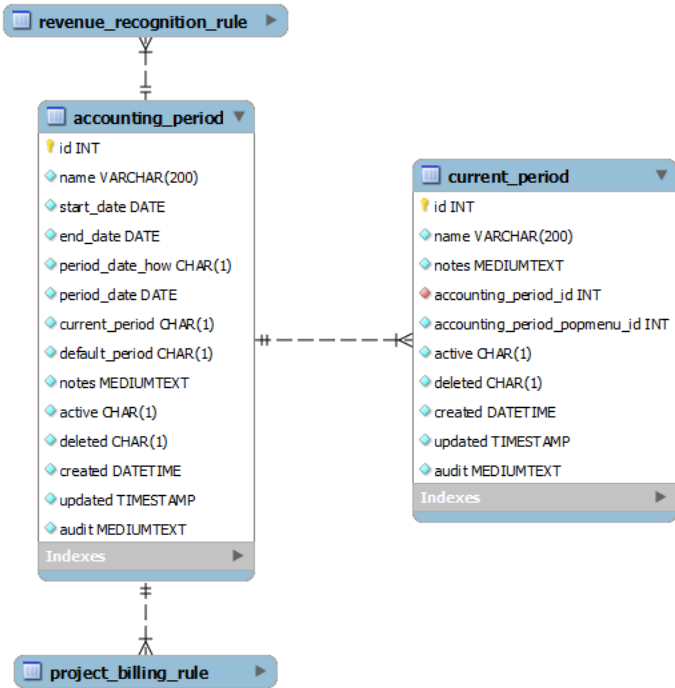 revenue_recognition_rule
accounting_period
id INT
name VARCHAR(200)
start_date DATE
end_date DATE
period_date_how CHAR(1)
period_date DATE
current_period CHAR(1)
default_period CHAR(1)
notes MEDIUMTEXT
active CHAR(1)
deleted CHAR(1)
created DATETIME
updated TIMESTAMP
audit MEDIUMTEXT
Indexes
current_period
id INT
name VARCHAR(200)
notes MEDIUMTEXT
accounting_period_id INT
accounting_period_popmenu_id INT
active CHAR(1)
deleted CHAR(1)
created DATETIME
updated TIMESTAMP
audit MEDIUMTEXT
Indexes
project_billing_rule